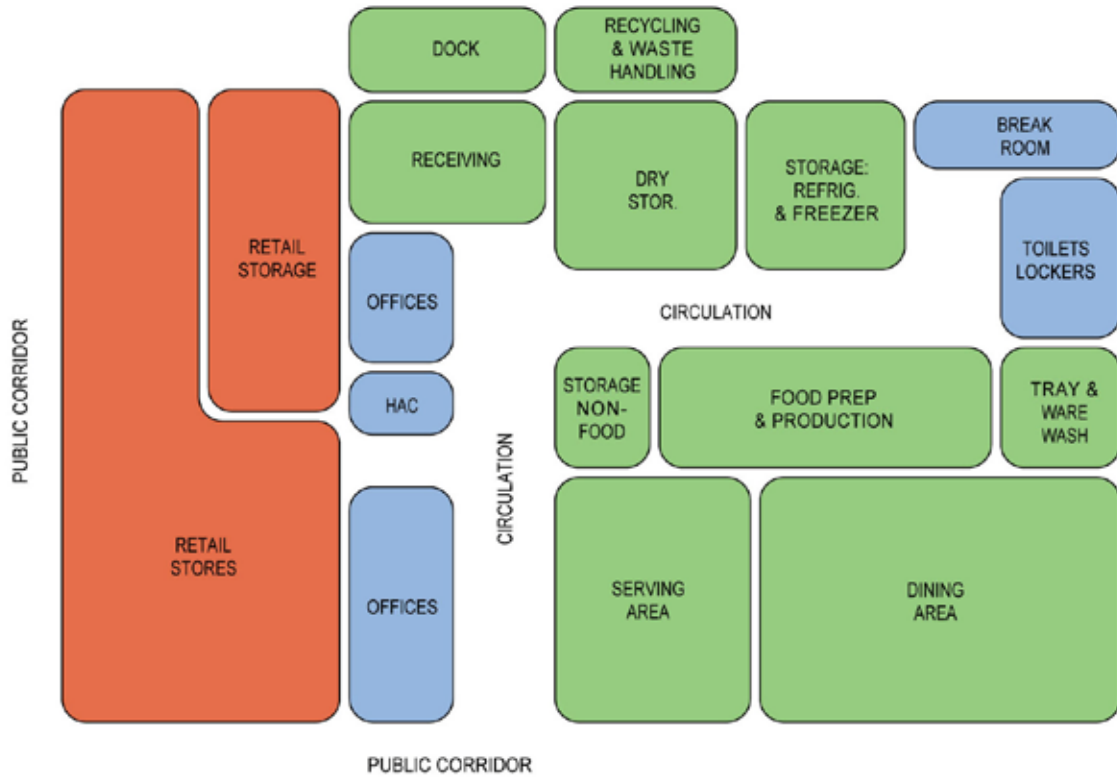 DOCK
RECYCLING
& WASTE
HANDLING
RECEIVING
DRY
STOR.
STORAGE:
REFRIG.
& FREEZER
BREAK
ROOM
RETAIL
STORAGE
OFFICES
TOILETS
LOCKERS
CIRCULATION
PUBLIC CORRIDOR
HAC
STORAGE
NON-
FOOD
FOOD PREP
& PRODUCTION
TRAY &
WARE
WASH
CIRCULATION
RETAIL
STORES
OFFICES
SERVING
AREA
DINING
AREA
PUBLIC CORRIDOR